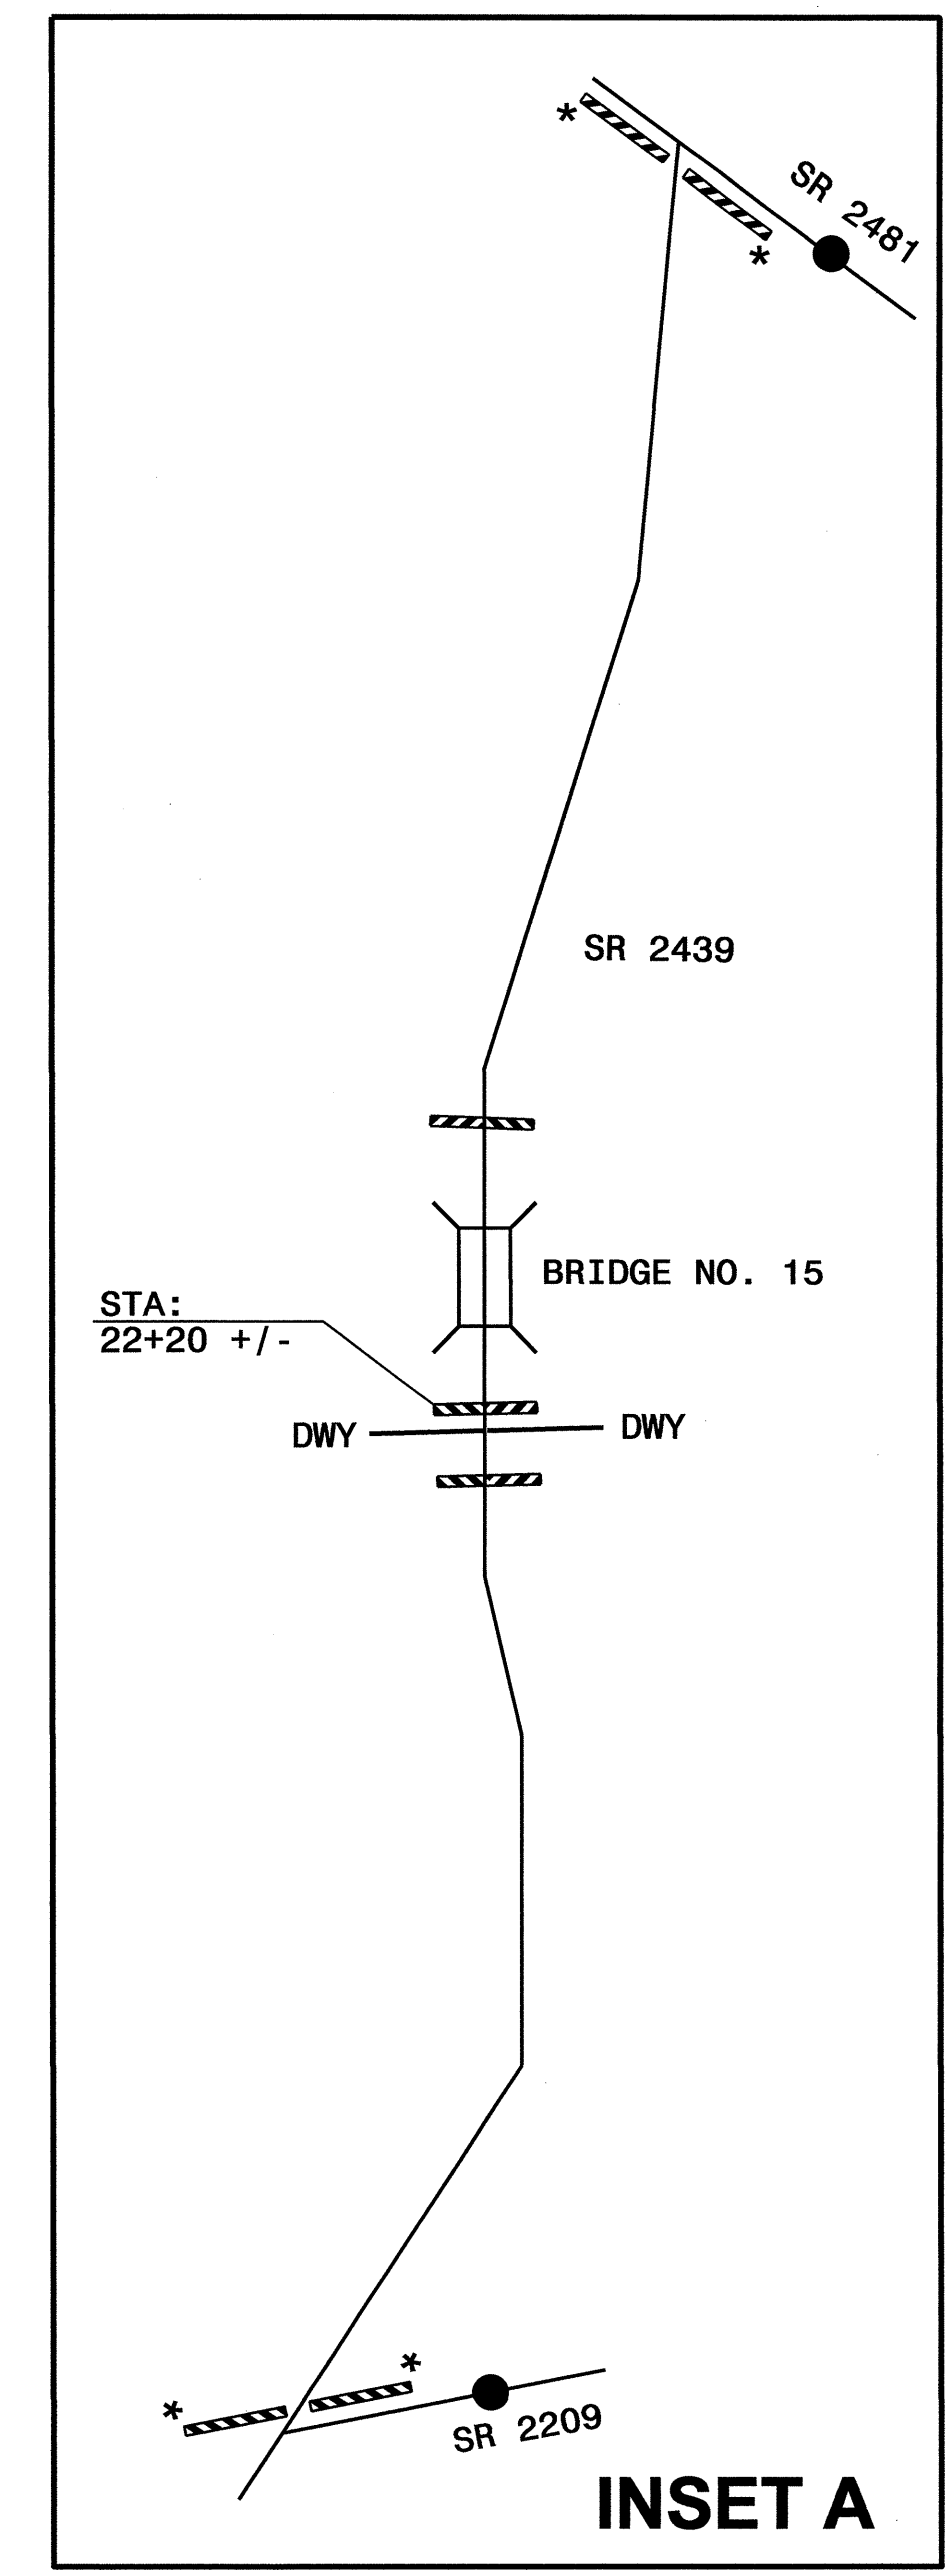 *
SR 2481
*
SR 2439
BRIDGE NO. 15
STA:
22+20 +/-
DWY
DWY
*
*
SR 2209
INSET A